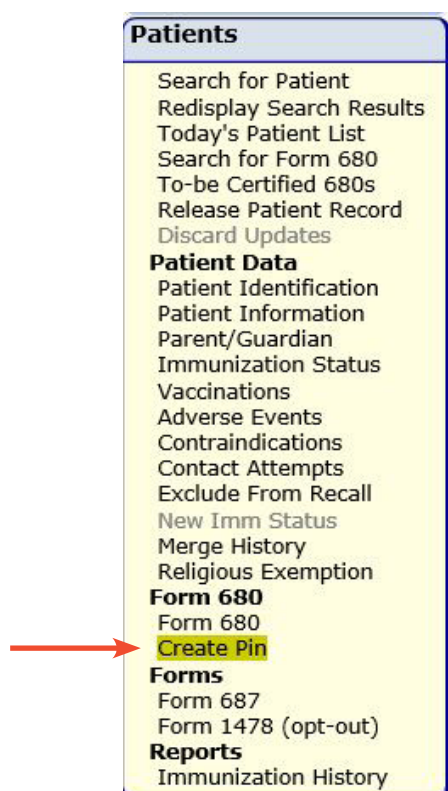 Patients
Search for Patient
Redisplay Search Results
Today's Patient List
Search for Form 680
To-be Certified 680s
Release Patient Record
Discard Updates
Patient Data
Patient Identification
Patient Information
Parent/Guardian
Immunization Status
Vaccinations
Adverse Events
Contraindications
Contact Attempts
Exclude From Recall
New Imm Status
Merge History
Religious Exemption
Form 680
Form 680
Create Pin
Forms
Form 687
Form 1478 (opt-out)
Reports
Immunization History